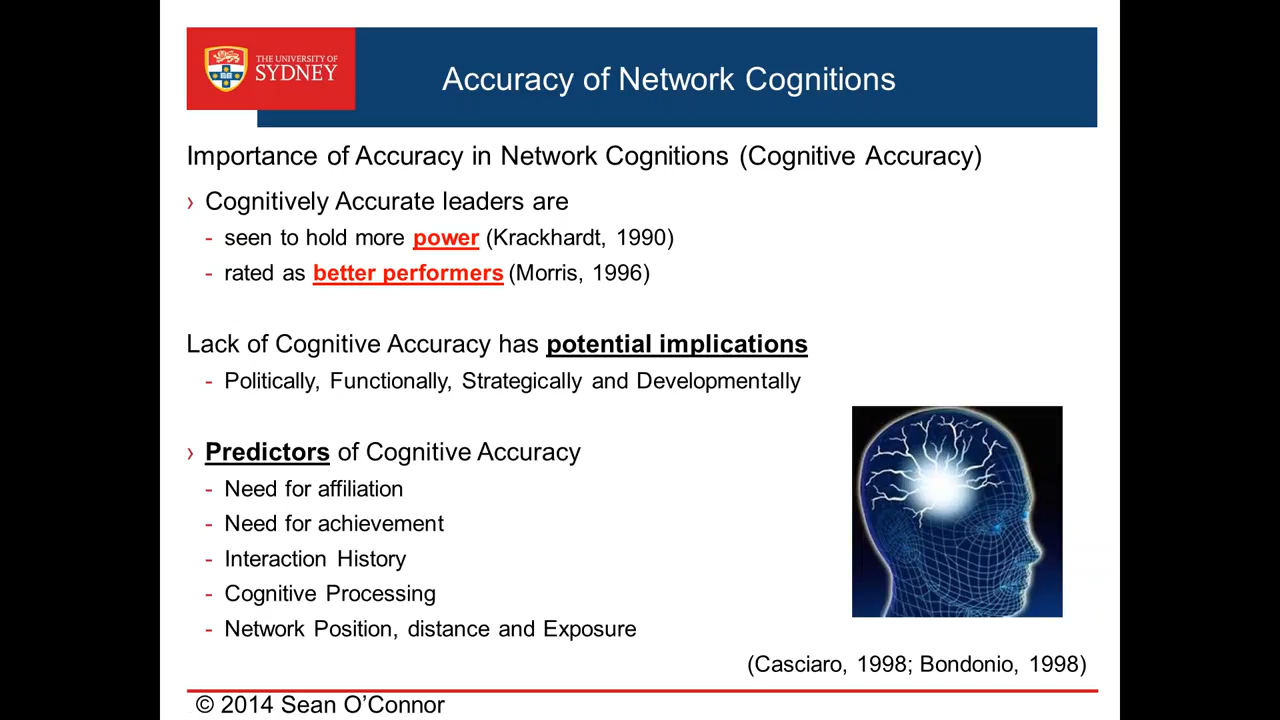 THE UNIVERSITY OF
SYDNEY
Accuracy of Network Cognitions
Importance of Accuracy in Network Cognitions (Cognitive Accuracy)
› Cognitively Accurate leaders are
- seen to hold more power (Krackhardt, 1990)
- rated as better performers (Morris, 1996)
Lack of Cognitive Accuracy has potential implications
- Politically, Functionally, Strategically and Developmentally
› Predictors of Cognitive Accuracy
- Need for affiliation
- Need for achievement
- Interaction History
- Cognitive Processing
- Network Position, distance and Exposure
(Casciaro, 1998; Bondonio, 1998)
© 2014 Sean O’Connor